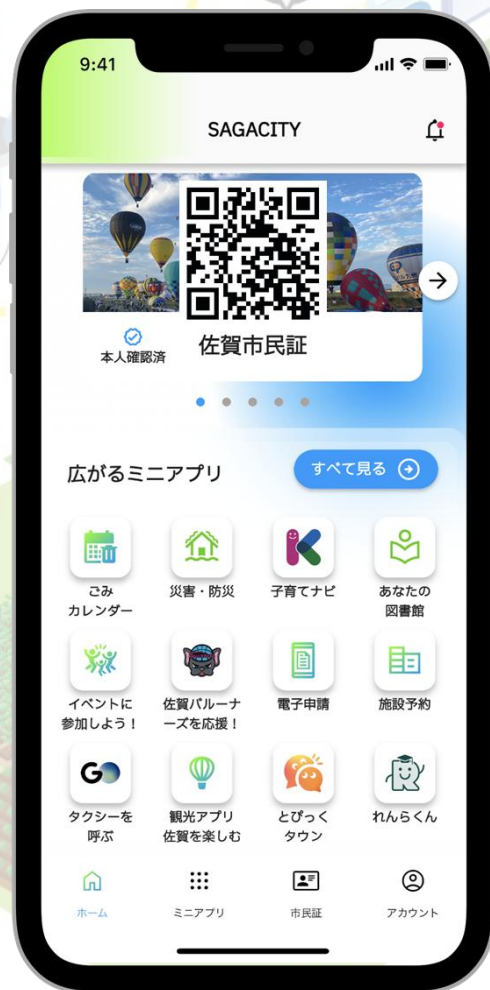 9:41
SAGACITY
本人確認済
佐賀市民証
広がるミニアプリ
すべて見る
ごみ
カレンダー
災害・防災
子育てナビ
あなたの
図書館
イベントに
参加しよう！
佐賀バルーナ
ーズを応援！
電子申請
施設予約
GO
タクシーを
呼ぶ
観光アプリ
佐賀を楽しむ
とぴっく
タウン
れんらくん
ホーム
ミニアプリ
市民証
アカウント